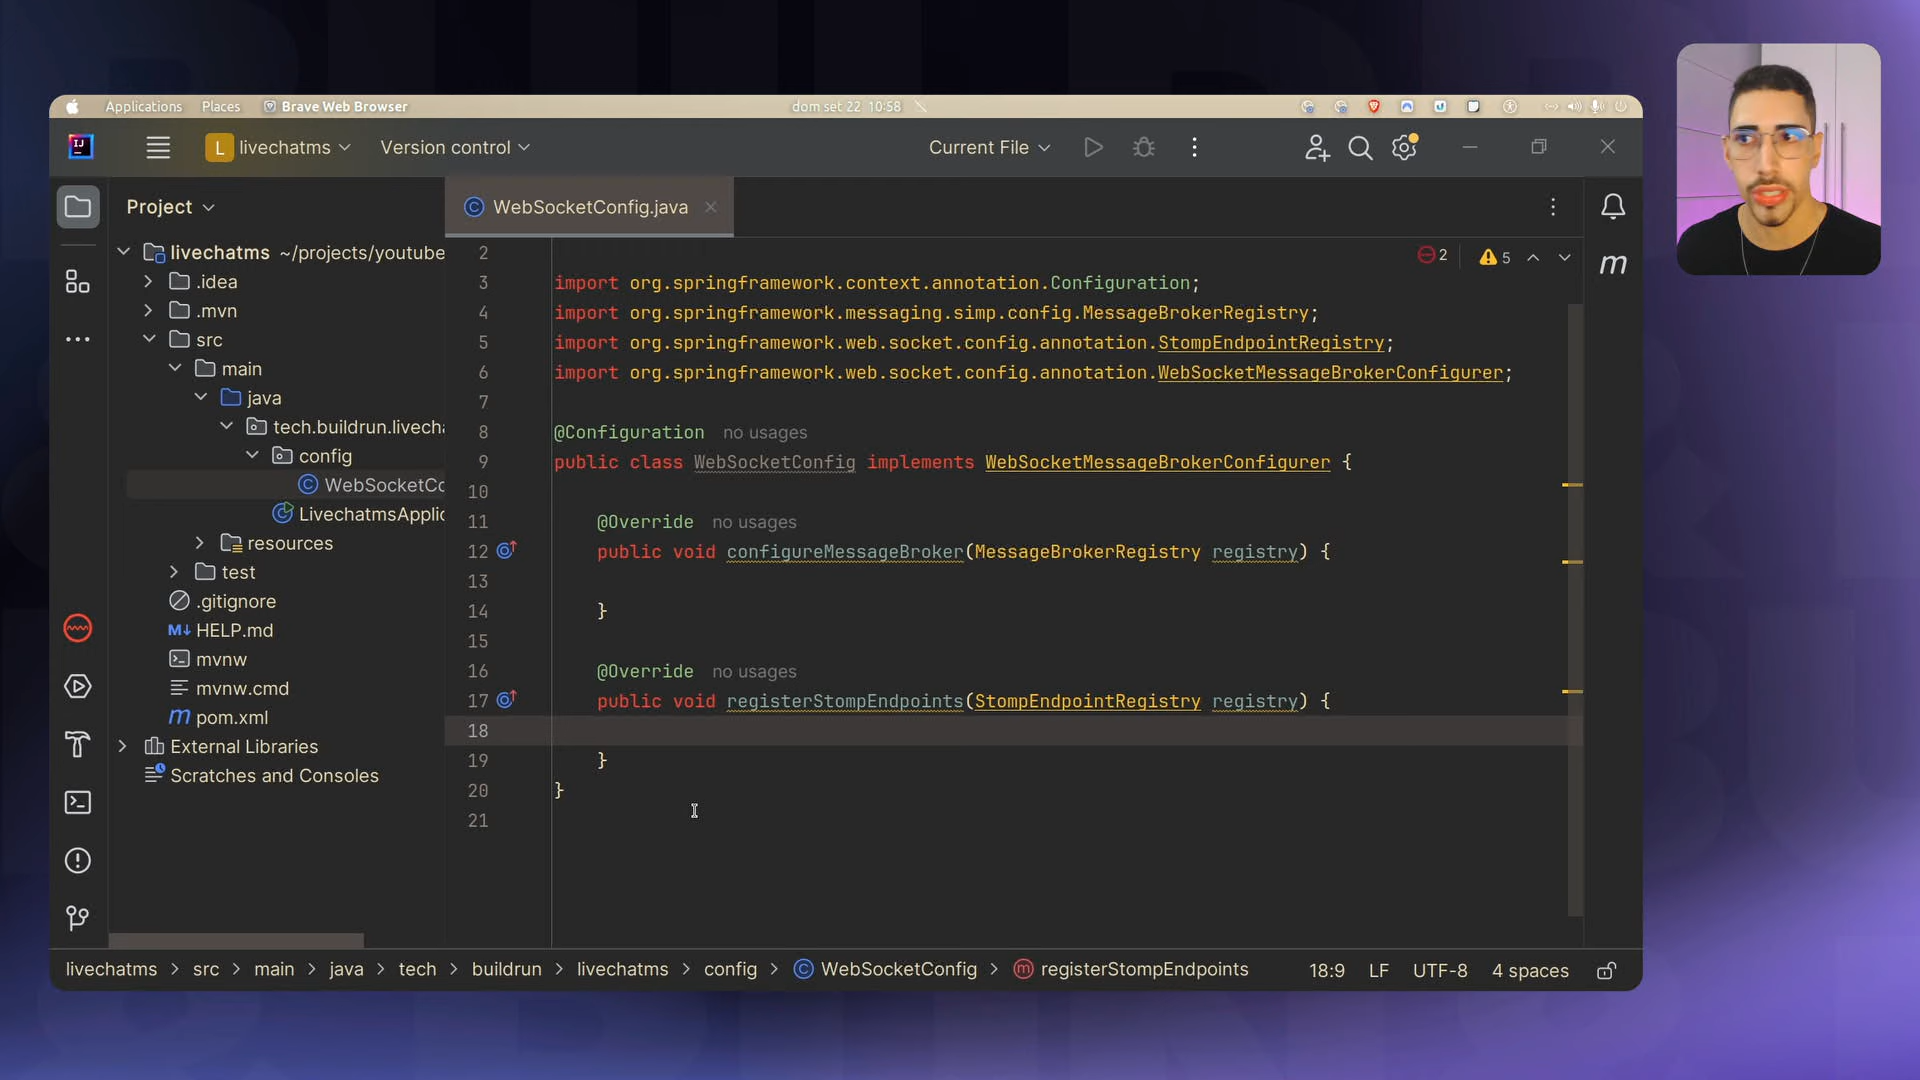 Applications Places Brave Web Browser dom set 22 10:58
IJ L livechatms Version control Current File
Project WebSocketConfig.java
livechatms ~/projects/youtube
.idea
.mvn
src
main
java
tech.buildrun.livecha
config
WebSocketCo
LivechatmsApplic
resources
test
.gitignore
M↓ HELP.md
mvnw
mvnw.cmd
m pom.xml
External Libraries
Scratches and Consoles
2 5
m
2
3 import org.springframework.context.annotation.Configuration;
4 import org.springframework.messaging.simp.config.MessageBrokerRegistry;
5 import org.springframework.web.socket.config.annotation.StompEndpointRegistry;
6 import org.springframework.web.socket.config.annotation.WebSocketMessageBrokerConfigurer;
7
8 @Configuration no usages
9 public class WebSocketConfig implements WebSocketMessageBrokerConfigurer {
10
11 @Override no usages
12 public void configureMessageBroker(MessageBrokerRegistry registry) {
13
14 }
15
16 @Override no usages
17 public void registerStompEndpoints(StompEndpointRegistry registry) {
18
19 }
20 }
21
livechatms > src > main > java > tech > buildrun > livechatms > config > C WebSocketConfig > m registerStompEndpoints 18:9 LF UTF-8 4 spaces